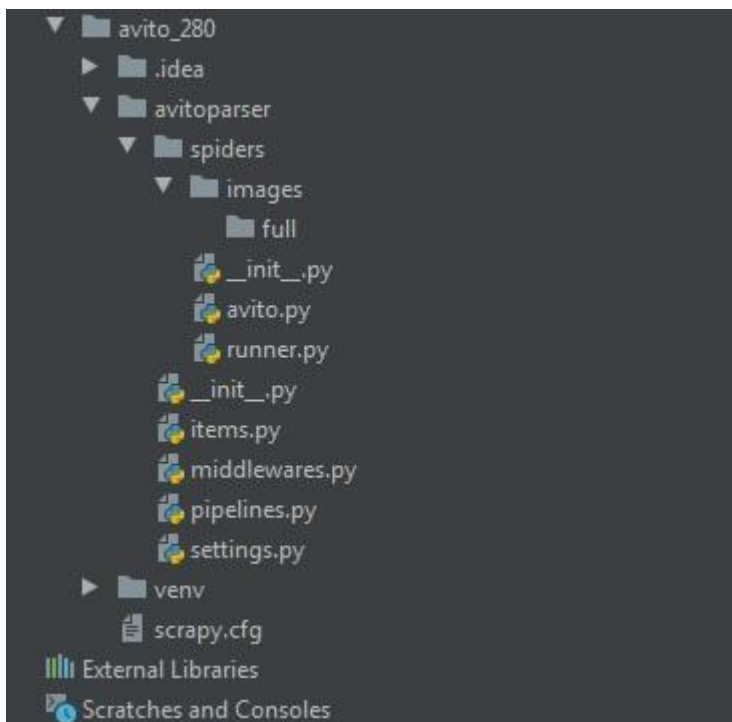 avito_280
.idea
avitoparser
spiders
images
full
__init__.py
avito.py
runner.py
__init__.py
items.py
middlewares.py
pipelines.py
settings.py
venv
scrapy.cfg
External Libraries
Scratches and Consoles